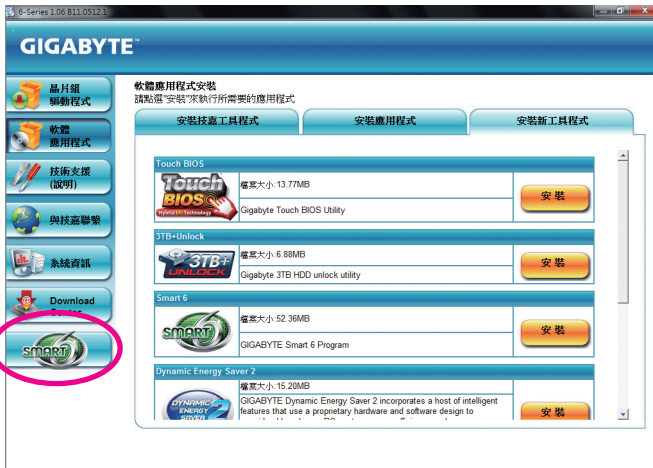 6-Series 1.06 B11.0512.1
GIGABYTE™
晶片組
驅動程式
軟體
應用程式
技術支援
(說明)
與技嘉聯繫
系統資訊
Download
Center
SMART 6
軟體應用程式安裝
請點選"安裝"來執行所需要的應用程式
安裝技嘉工具程式
安裝應用程式
安裝新工具程式
Touch BIOS
Touch
BIOS
Hybrid EFI Technology
檔案大小:13.77MB
Gigabyte Touch BIOS Utility
安裝
3TB+Unlock
3TB+
UNLOCK
檔案大小:6.88MB
Gigabyte 3TB HDD unlock utility
安裝
Smart 6
SMART 6
檔案大小:52.36MB
GIGABYTE Smart 6 Program
安裝
Dynamic Energy Saver 2
DYNAMIC
ENERGY
SAVER
2
檔案大小:15.20MB
GIGABYTE Dynamic Energy Saver 2 incorporates a host of intelligent
features that use a proprietary hardware and software design to
安裝